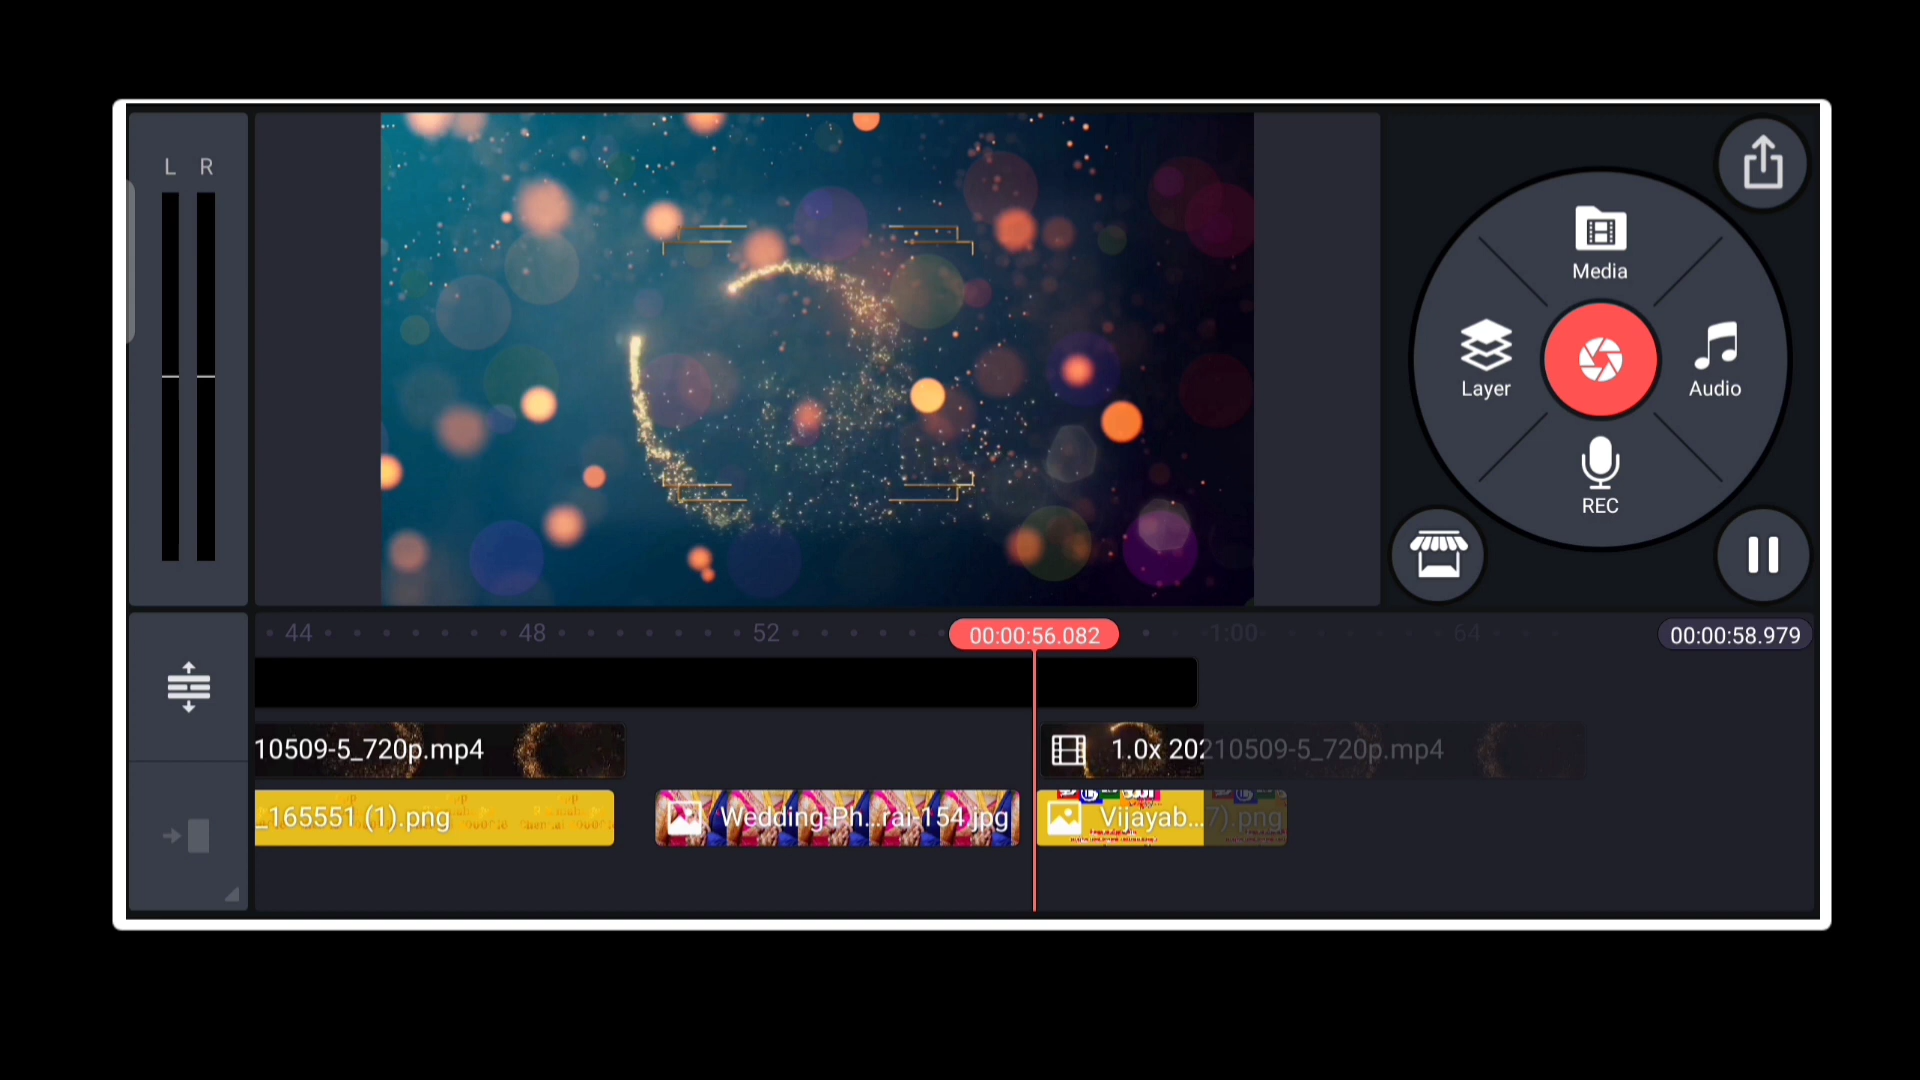 L R
Media
Layer
Audio
REC
44 48 52 00:00:56.082 1:00 64 00:00:58.979
10509-5_720p.mp4
1.0x 20210509-5_720p.mp4
_165551 (1).png
Wedding-Ph...rai-154.jpg
Vijayab...7).png